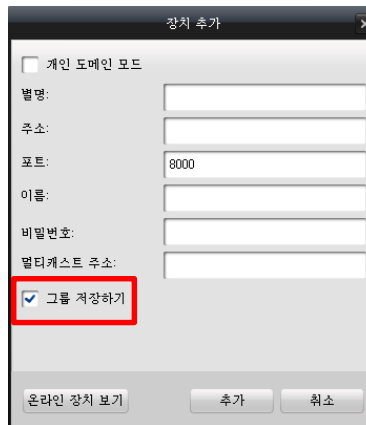 장치 추가
개인 도메인 모드
별명:
주소:
포트: 8000
이름:
비밀번호:
멀티캐스트 주소:
그룹 저장하기
온라인 장치 보기 추가 취소